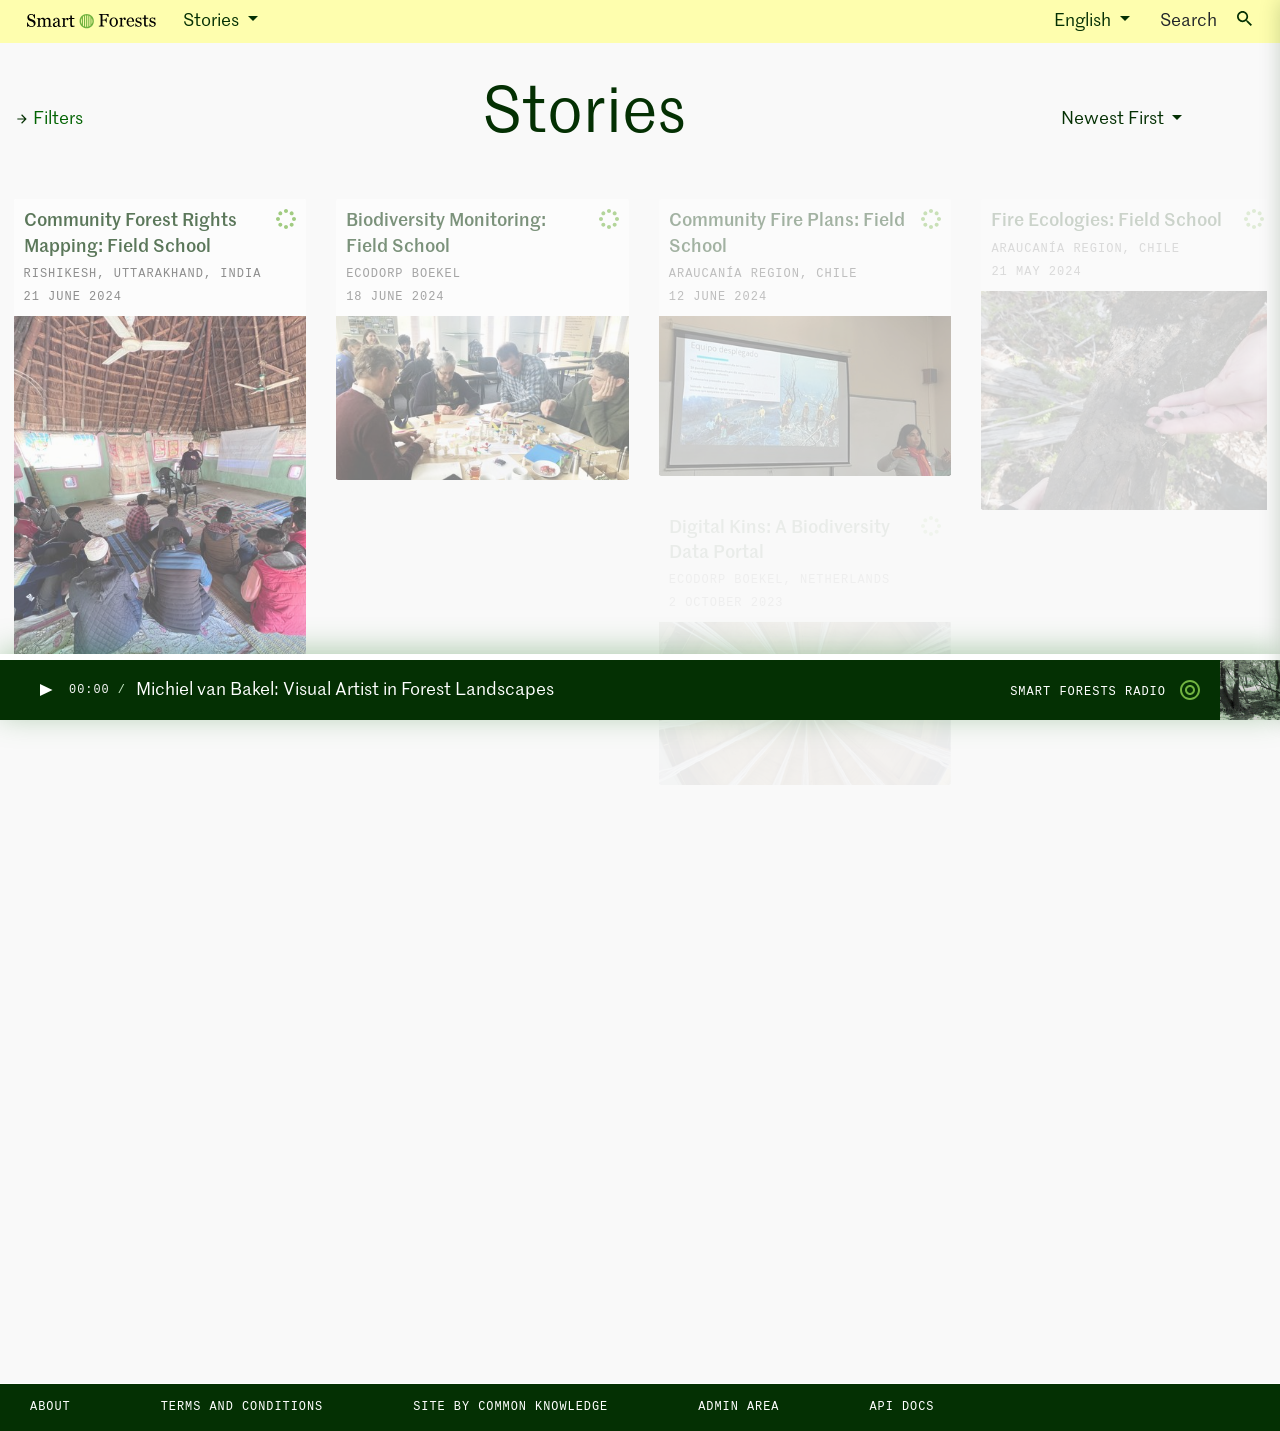 Smart Forests Stories English Search
Stories
Filters
Newest First
Community Forest Rights
Mapping: Field School
RISHIKESH, UTTARAKHAND, INDIA
21 JUNE 2024
Biodiversity Monitoring:
Field School
ECODORP BOEKEL
18 JUNE 2024
Community Fire Plans: Field
School
ARAUCANÍA REGION, CHILE
12 JUNE 2024
Equipo desplegado
Fire Ecologies: Field School
ARAUCANÍA REGION, CHILE
21 MAY 2024
Digital Kins: A Biodiversity
Data Portal
ECODORP BOEKEL, NETHERLANDS
2 OCTOBER 2023
00:00 / Michiel van Bakel: Visual Artist in Forest Landscapes SMART FORESTS RADIO
ABOUT TERMS AND CONDITIONS SITE BY COMMON KNOWLEDGE ADMIN AREA API DOCS